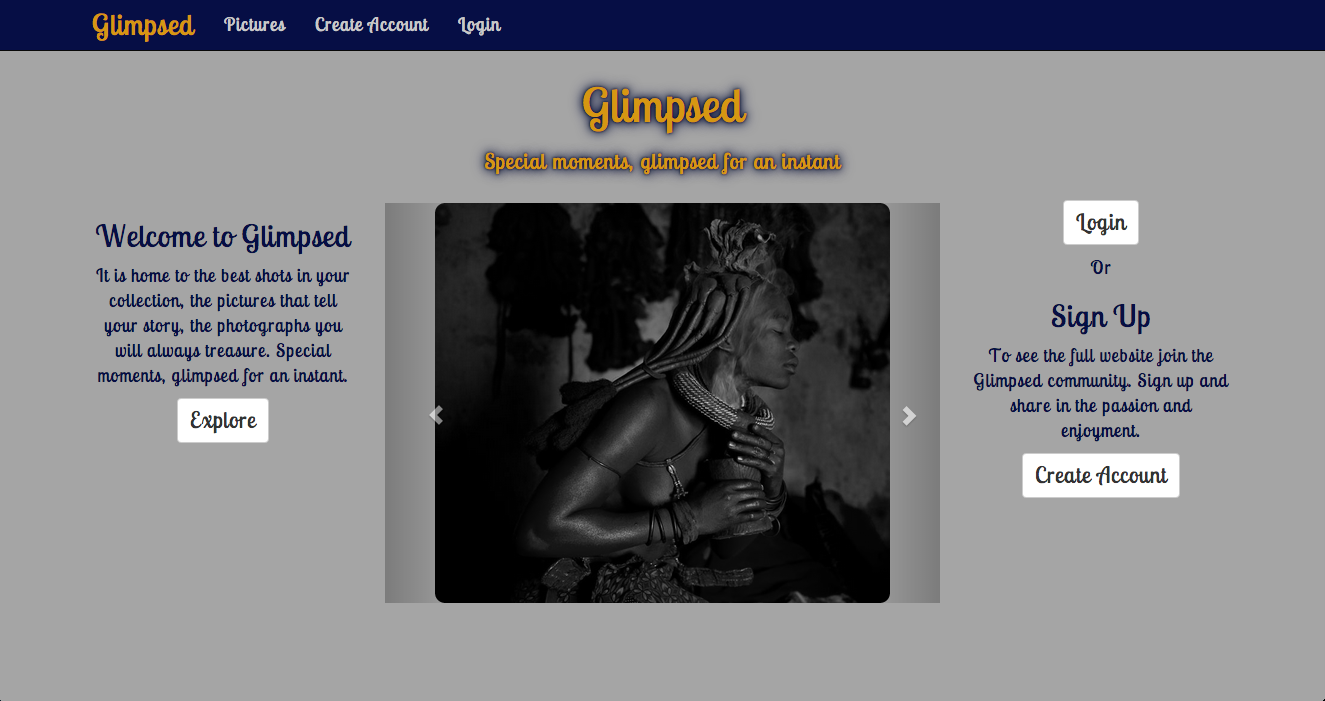 Glimpsed Pictures Create Account Login
Glimpsed
Special moments, glimpsed for an instant
Welcome to Glimpsed
It is home to the best shots in your
collection, the pictures that tell
your story, the photographs you
will always treasure. Special
moments, glimpsed for an instant.
Explore
Login
Or
Sign Up
To see the full website join the
Glimpsed community. Sign up and
share in the passion and
enjoyment.
Create Account